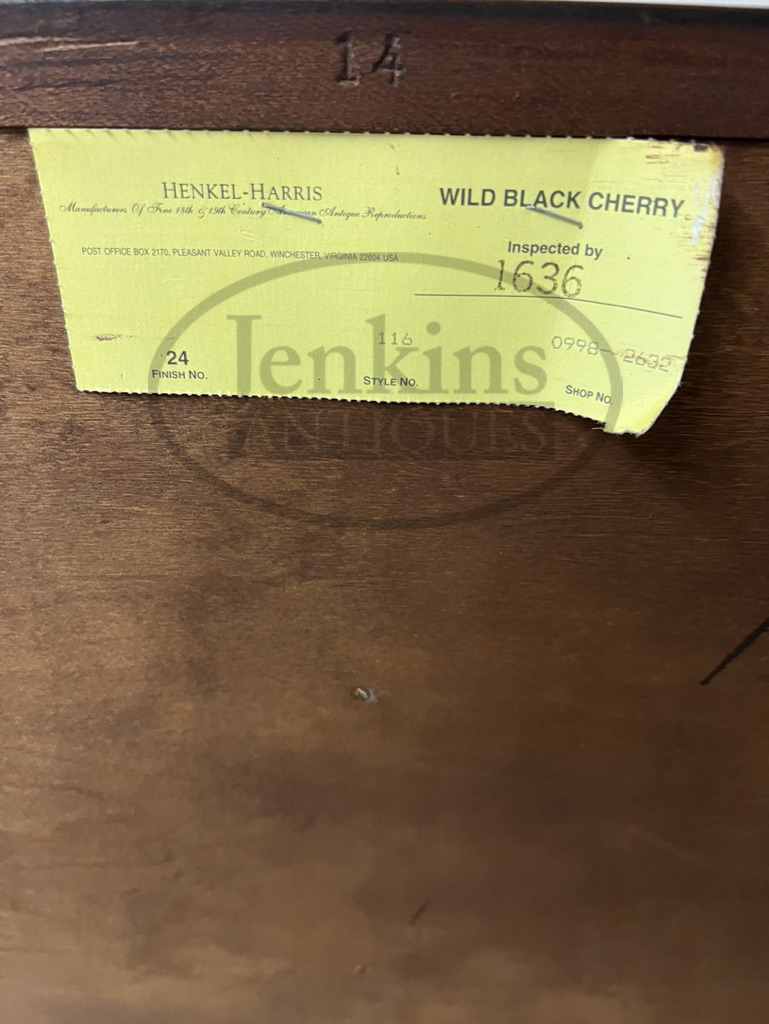 14
HENKEL-HARRIS
Manufacturers Of Fine 18th & 19th Century American Antique Reproductions
POST OFFICE BOX 2170, PLEASANT VALLEY ROAD, WINCHESTER, VIRGINIA 22604 USA
WILD BLACK CHERRY
Inspected by
1636
24
FINISH NO.
116
STYLE NO.
0998-2632
SHOP NO.
Jenkins
ANTIQUES